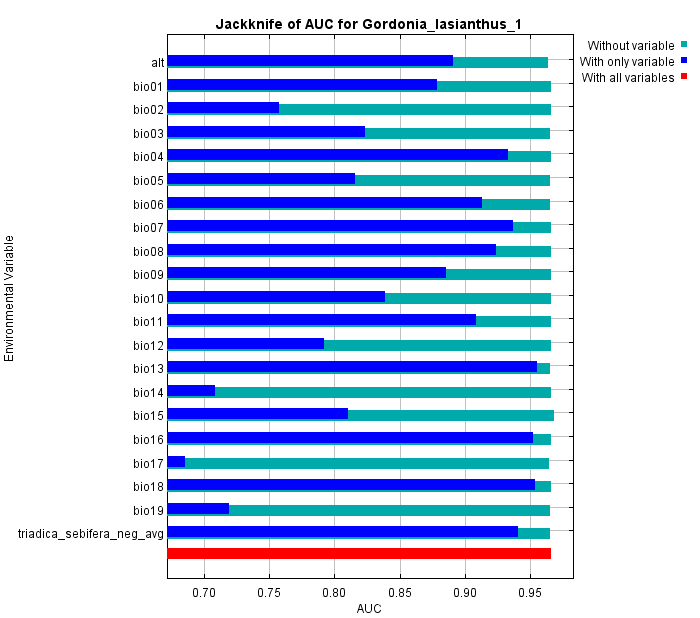 Jackknife of AUC for Gordonia_lasianthus_1
Without variable
With only variable
With all variables
Environmental Variable
alt
bio01
bio02
bio03
bio04
bio05
bio06
bio07
bio08
bio09
bio10
bio11
bio12
bio13
bio14
bio15
bio16
bio17
bio18
bio19
triadica_sebifera_neg_avg
0.70 0.75 0.80 0.85 0.90 0.95
AUC